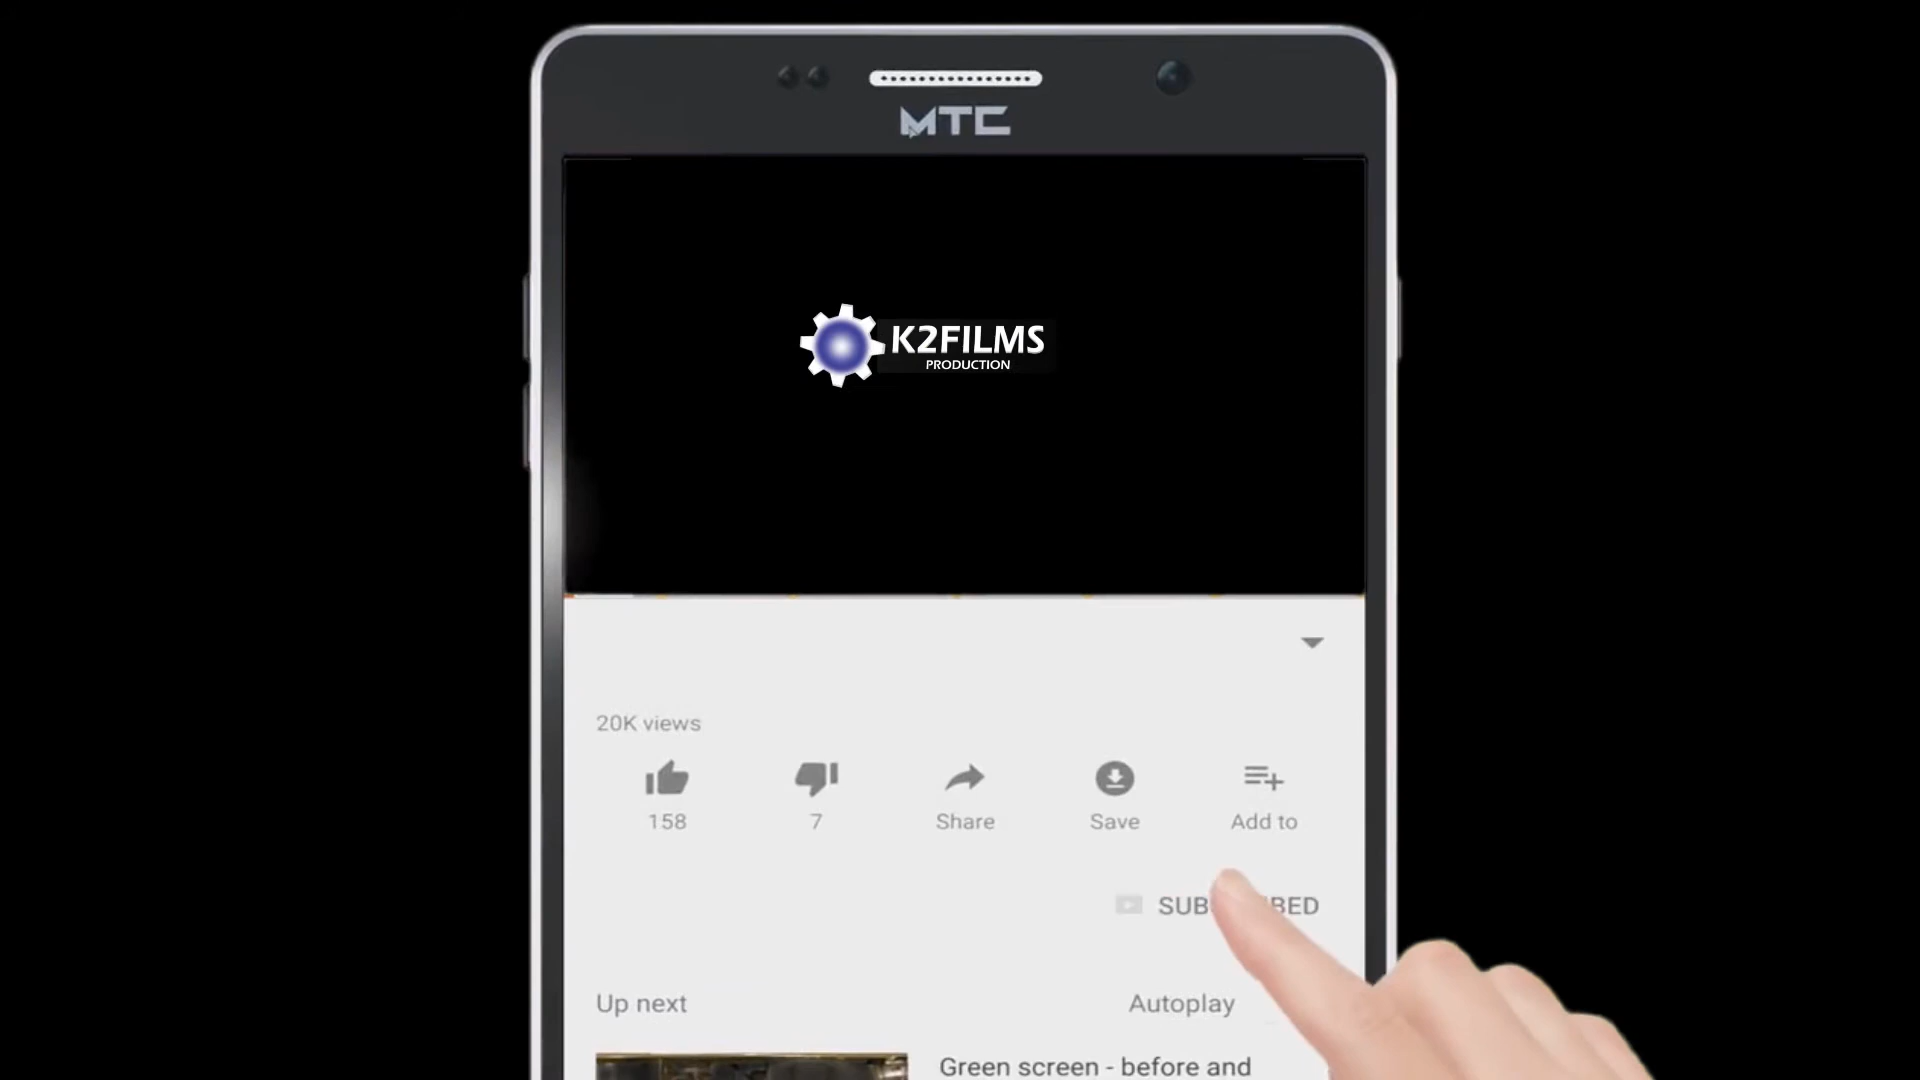 MTC
K2FILMS
PRODUCTION
20K views
158
7
Share
Save
Add to
Up next
Autoplay
Green screen - before and